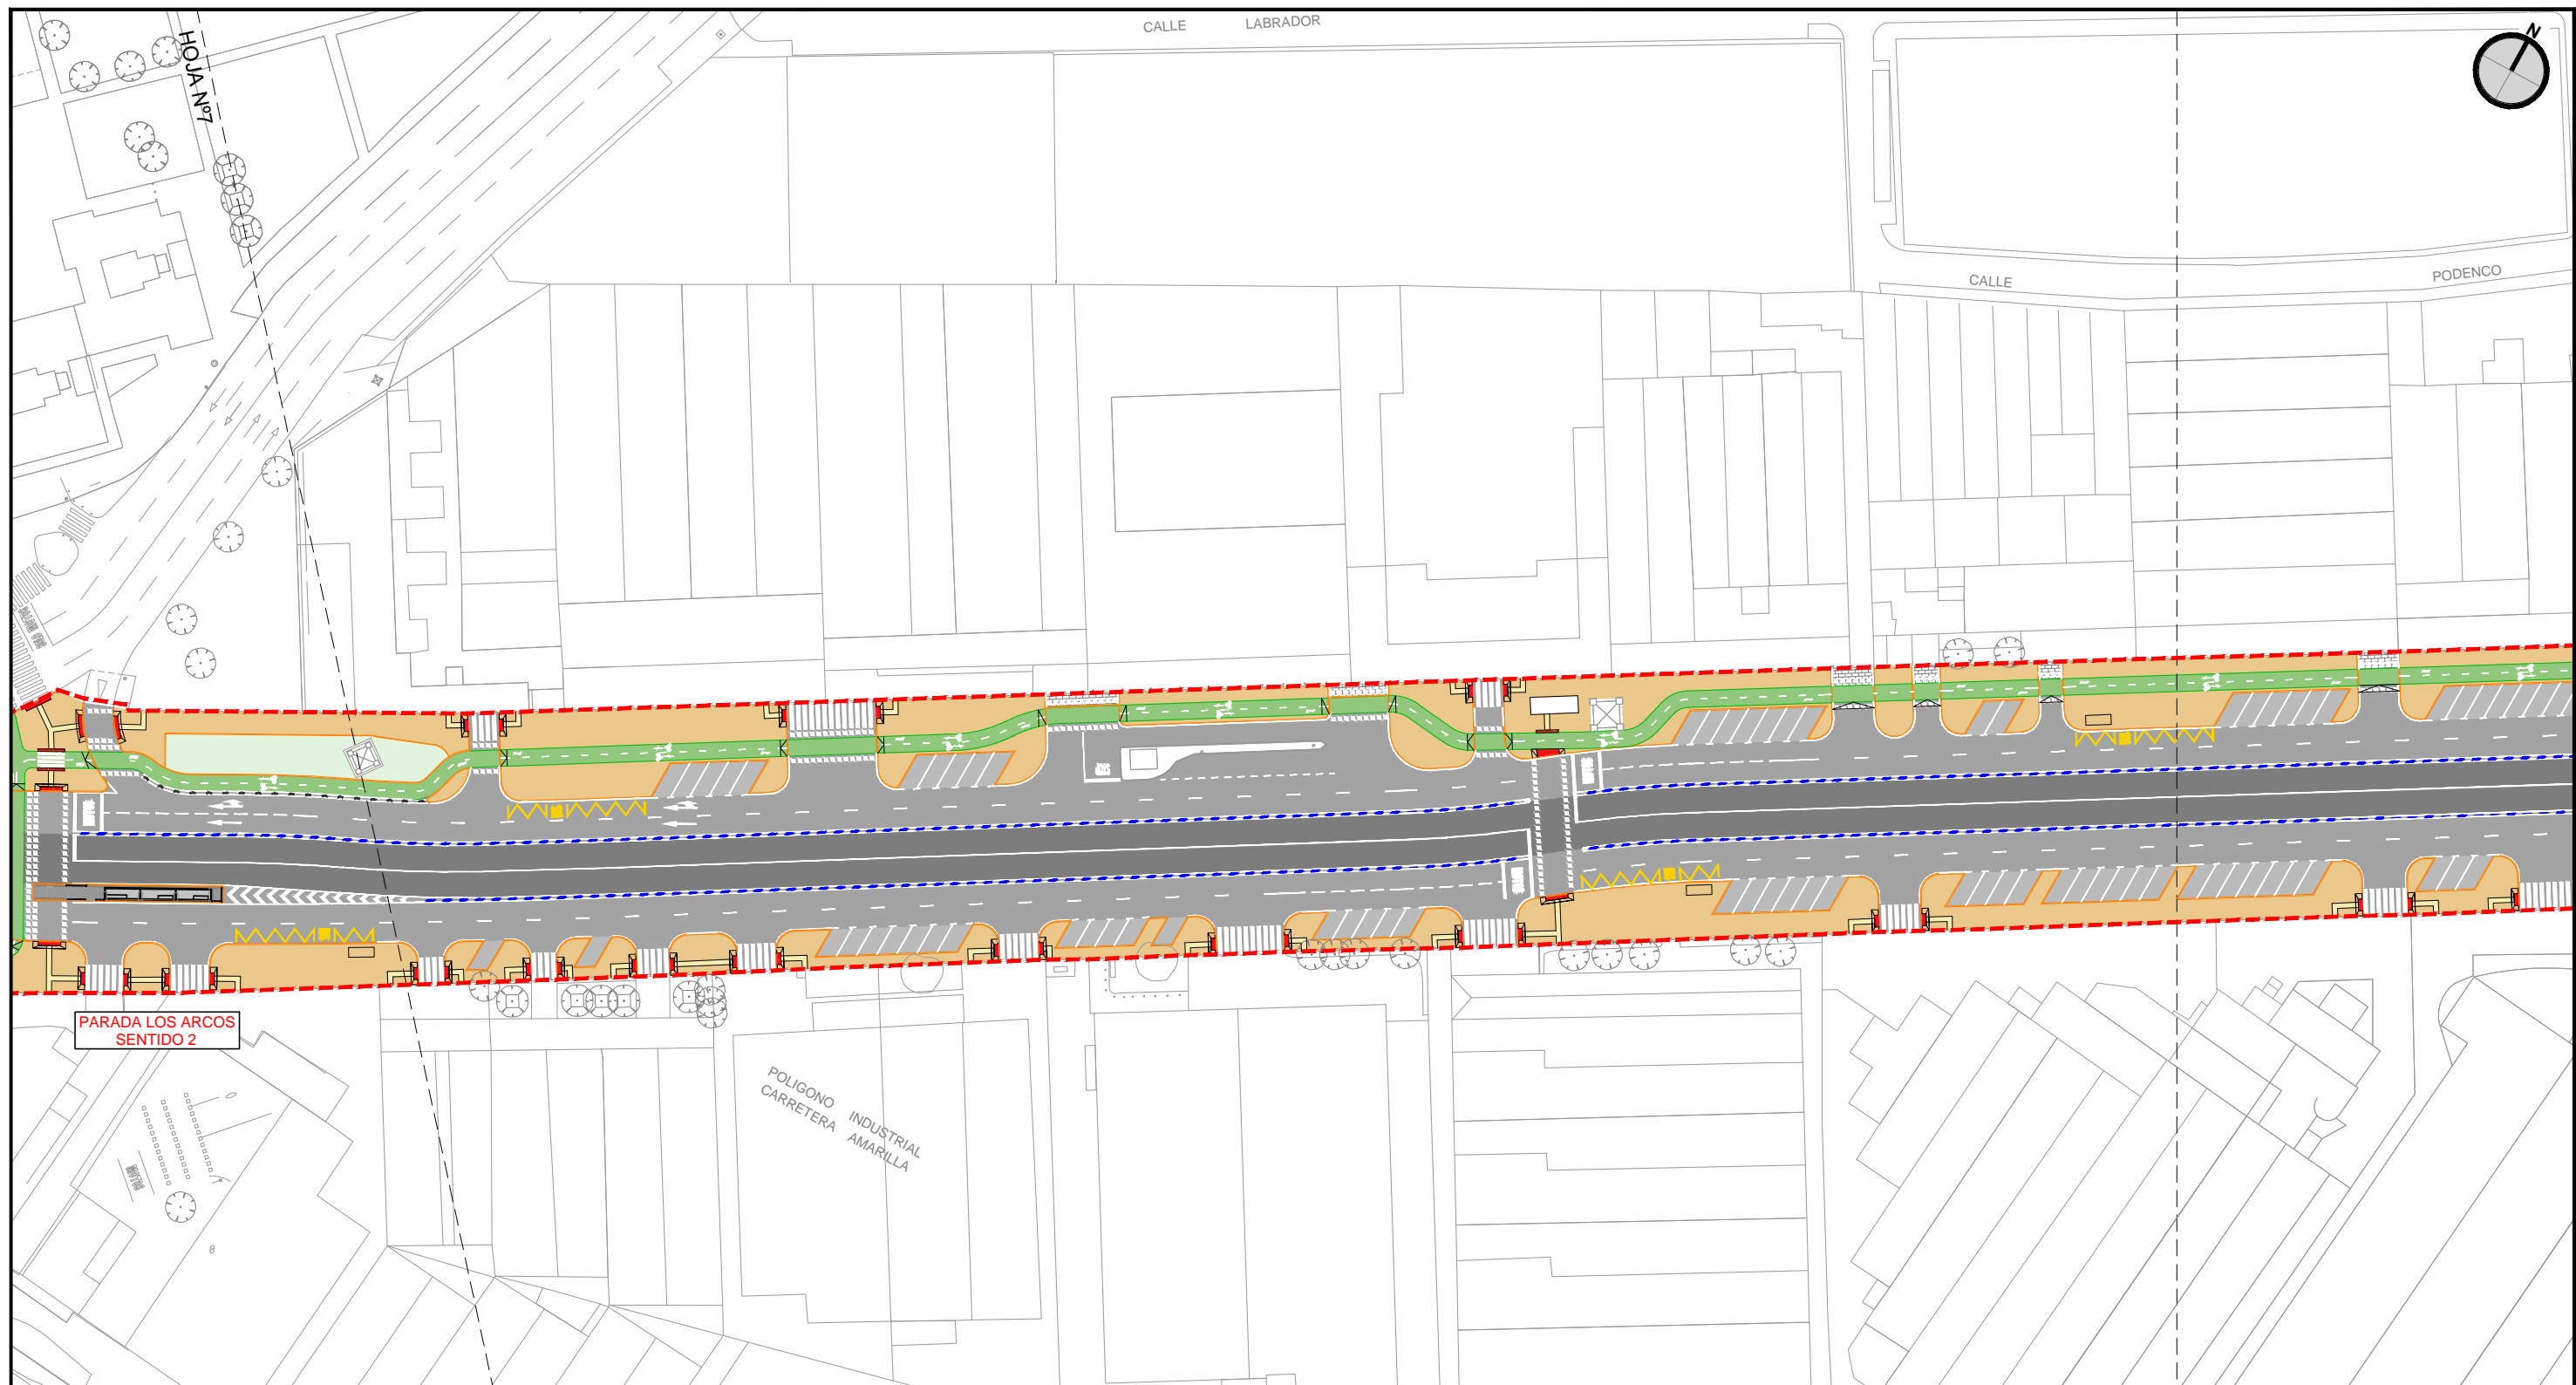 CALLE LABRADOR
N
HOJA Nº7
CALLE PODENCO
PARADA LOS ARCOS
SENTIDO 2
POLIGONO INDUSTRIAL
CARRETERA AMARILLA